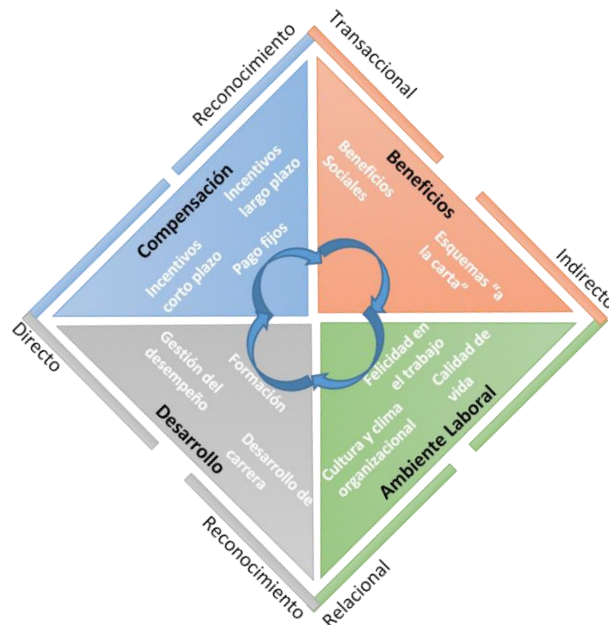 Reconocimiento
Transaccional
Compensación
Incentivos
largo plazo
Incentivos
corto plazo
Pago fijos
Beneficios
Beneficios
Sociales
Esquemas “a
la carta”
Directo
Indirecto
Gestión del
desempeño
Formación
Desarrollo
Desarrollo de
carrera
Felicidad en
el trabajo
Calidad de
vida
Cultura y clima
organizacional
Ambiente Laboral
Reconocimiento
Relacional